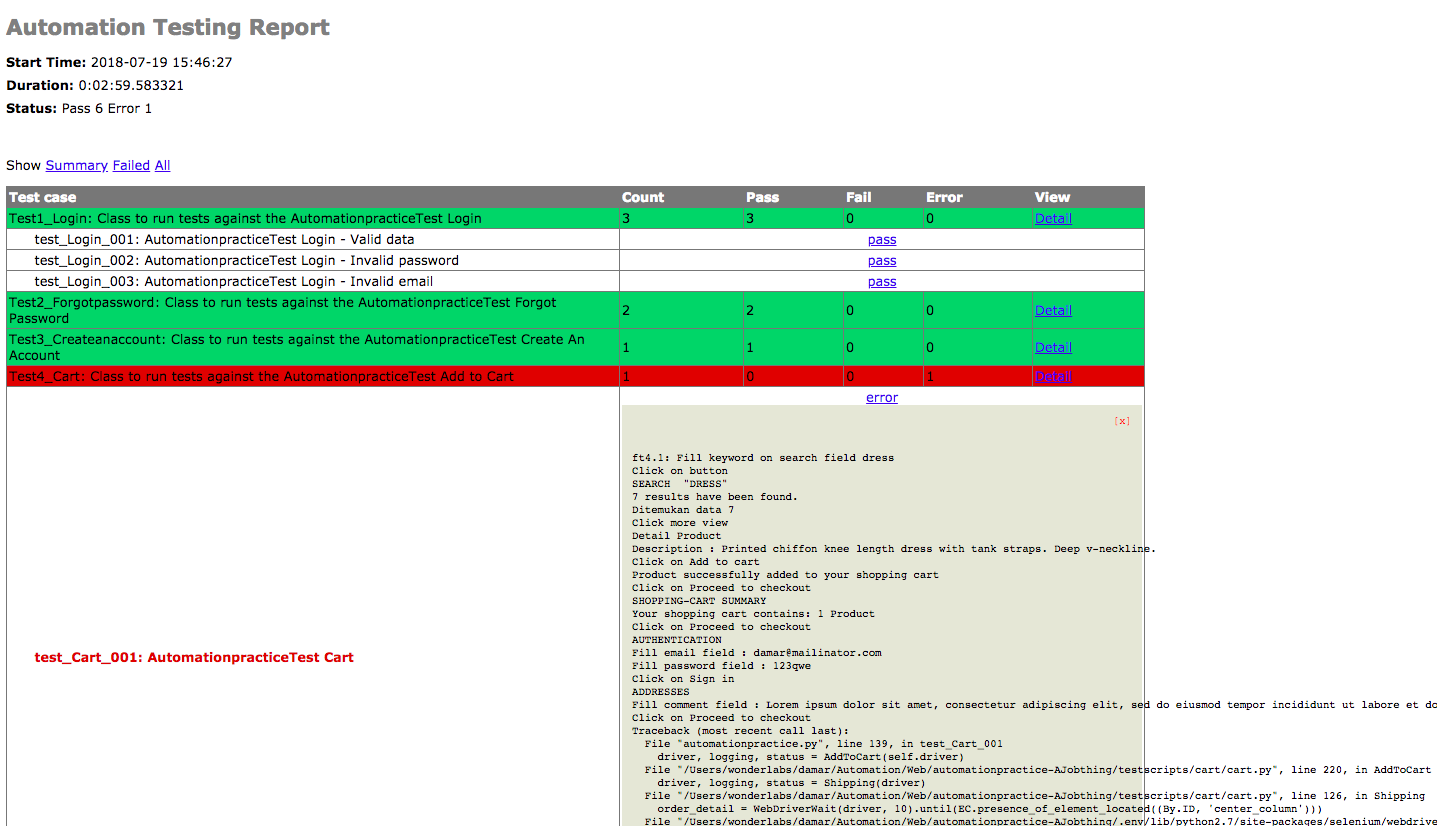 Automation Testing Report
Start Time: 2018-07-19 15:46:27
Duration: 0:02:59.583321
Status: Pass 6 Error 1
Show Summary Failed All
Test case Count Pass Fail Error View
Test1_Login: Class to run tests against the AutomationpracticeTest Login 3 3 0 0 Detail
test_Login_001: AutomationpracticeTest Login - Valid data pass
test_Login_002: AutomationpracticeTest Login - Invalid password pass
test_Login_003: AutomationpracticeTest Login - Invalid email pass
Test2_Forgotpassword: Class to run tests against the AutomationpracticeTest Forgot
Password 2 2 0 0 Detail
Test3_Createanaccount: Class to run tests against the AutomationpracticeTest Create An
Account 1 1 0 0 Detail
Test4_Cart: Class to run tests against the AutomationpracticeTest Add to Cart 1 0 0 1 Detail
test_Cart_001: AutomationpracticeTest Cart
error
[x]
ft4.1: Fill keyword on search field dress
Click on button
SEARCH "DRESS"
7 results have been found.
Ditemukan data 7
Click more view
Detail Product
Description : Printed chiffon knee length dress with tank straps. Deep v-neckline.
Click on Add to cart
Product successfully added to your shopping cart
Click on Proceed to checkout
SHOPPING-CART SUMMARY
Your shopping cart contains: 1 Product
Click on Proceed to checkout
AUTHENTICATION
Fill email field : damar@mailinator.com
Fill password field : 123qwe
Click on Sign in
ADDRESSES
Fill comment field : Lorem ipsum dolor sit amet, consectetur adipiscing elit, sed do eiusmod tempor incididunt ut labore et do
Click on Proceed to checkout
Traceback (most recent call last):
File "automationpractice.py", line 139, in test_Cart_001
driver, logging, status = AddToCart(self.driver)
File "/Users/wonderlabs/damar/Automation/Web/automationpractice-AJobthing/testscripts/cart/cart.py", line 220, in AddToCart
driver, logging, status = Shipping(driver)
File "/Users/wonderlabs/damar/Automation/Web/automationpractice-AJobthing/testscripts/cart/cart.py", line 126, in Shipping
order_detail = WebDriverWait(driver, 10).until(EC.presence_of_element_located((By.ID, 'center_column')))
File "/Users/wonderlabs/damar/Automation/Web/automationpractice-AJobthing/.env/lib/python2.7/site-packages/selenium/webdrive